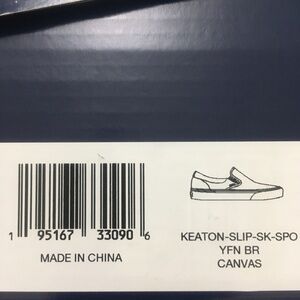 1 95167 33090 6
KEATON-SLIP-SK-SPO
YFN BR
CANVAS
MADE IN CHINA